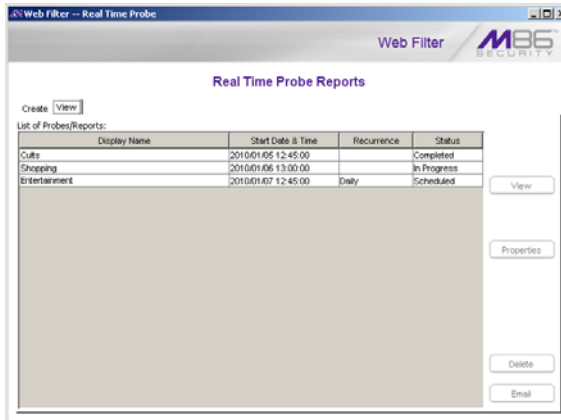 Web Filter -- Real Time Probe
Web Filter M86 SECURITY
Real Time Probe Reports
Create View
List of Probes/Reports:
Display Name Start Date & Time Recurrence Status
Cults 2010/01/05 12:45:00 Completed
Shopping 2010/01/06 13:00:00 In Progress
Entertainment 2010/01/07 12:45:00 Daily Scheduled
View
Properties
Delete
Email